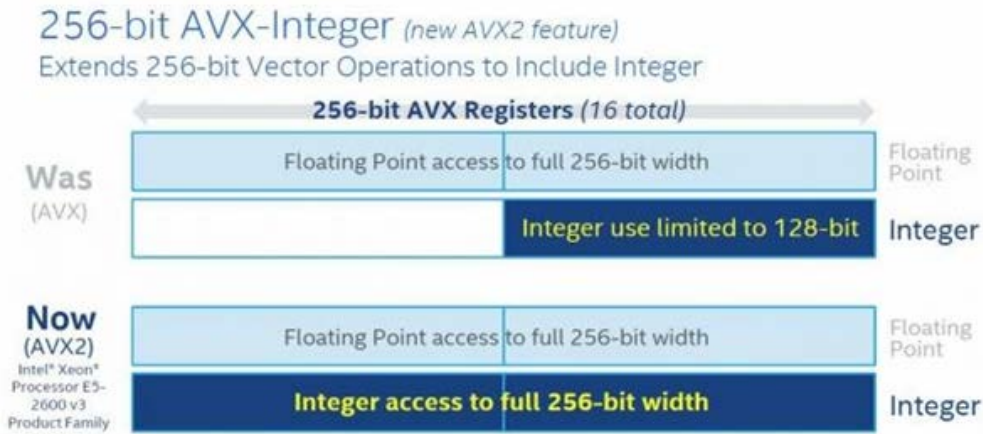 256-bit AVX-Integer (new AVX2 feature)
Extends 256-bit Vector Operations to Include Integer
256-bit AVX Registers (16 total)
Was
(AVX)
Floating Point access to full 256-bit width
Floating
Point
Integer use limited to 128-bit
Integer
Now
(AVX2)
Intel® Xeon®
Processor E5-
2600 v3
Product Family
Floating Point access to full 256-bit width
Floating
Point
Integer access to full 256-bit width
Integer